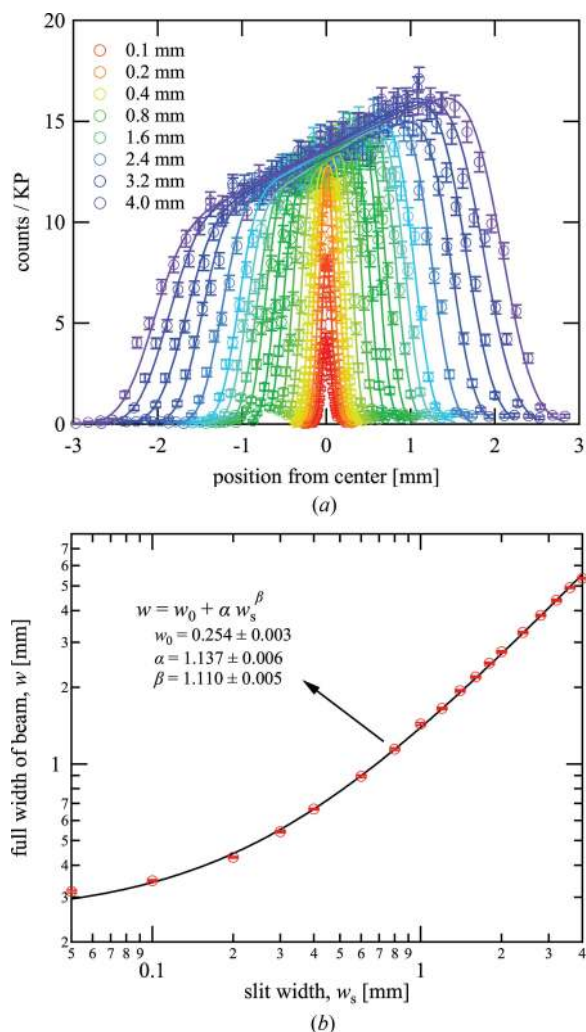 20
15
10
5
0
counts / KP
0.1 mm
0.2 mm
0.4 mm
0.8 mm
1.6 mm
2.4 mm
3.2 mm
4.0 mm
-3 -2 -1 0 1 2 3
position from center [mm]
(a)
7
6
5
4
3
2
1
9
8
7
6
5
4
3
2
full width of beam, w [mm]
w = w₀ + α wₛ^β
w₀ = 0.254 ± 0.003
α = 1.137 ± 0.006
β = 1.110 ± 0.005
5 6 7 8 9 0.1 2 3 4 5 6 7 8 9 1 2 3 4
slit width, wₛ [mm]
(b)